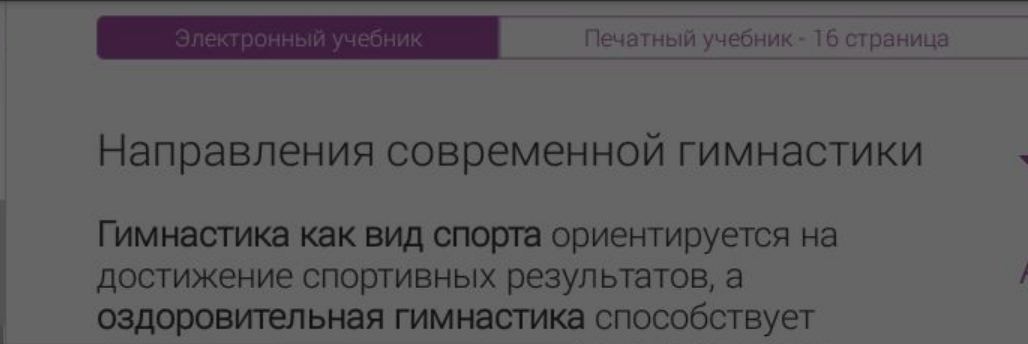 Электронный учебник
Печатный учебник - 16 страница
Направления современной гимнастики
Гимнастика как вид спорта ориентируется на
достижение спортивных результатов, а
оздоровительная гимнастика способствует